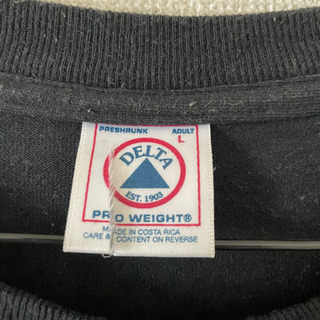 PRESHRUNK ADULT
L
DELTA
EST. 1903
PRO WEIGHT®
MADE IN COSTA RICA
CARE & CONTENT ON REVERSE